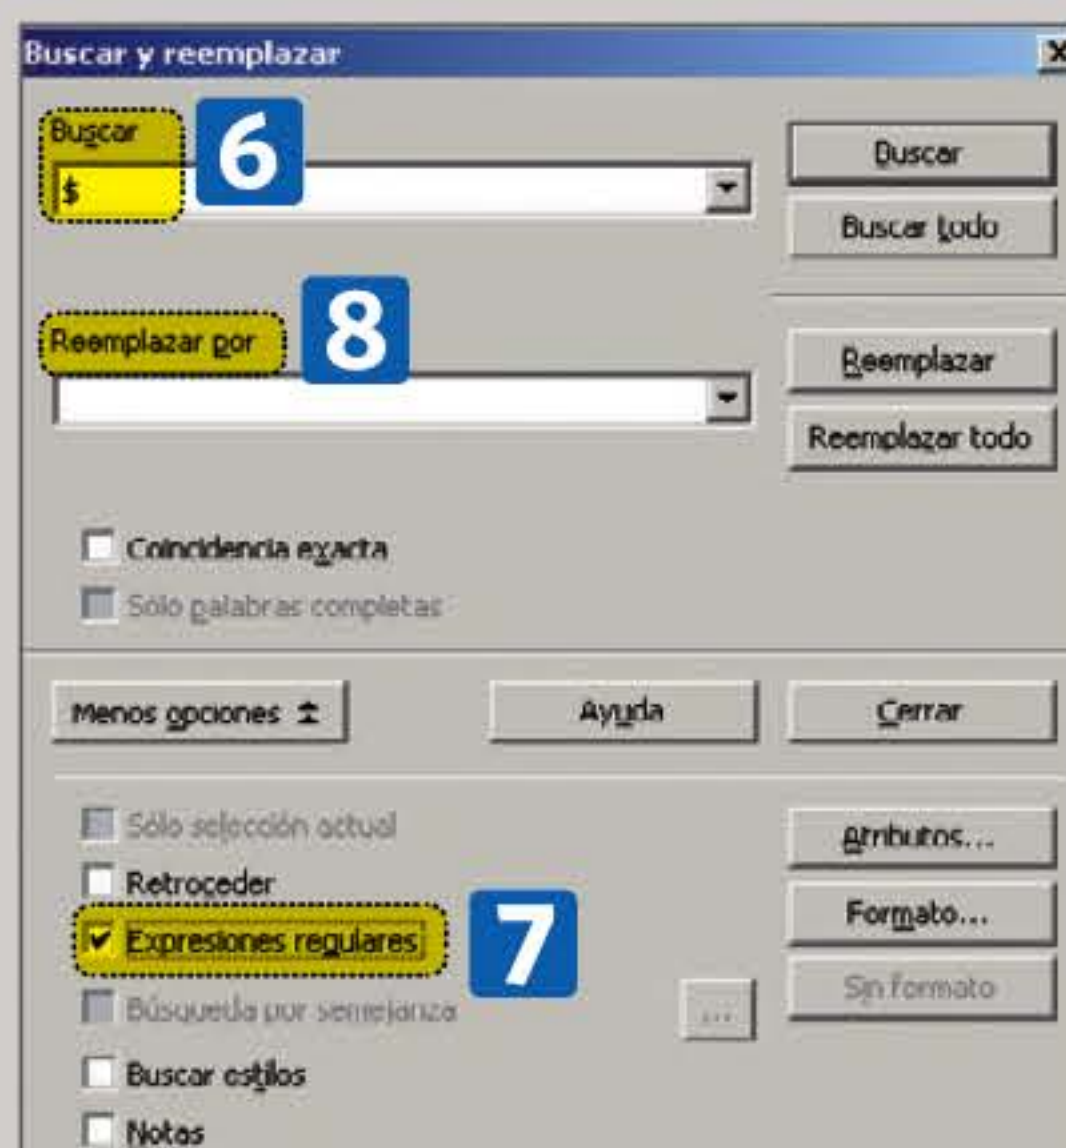 Buscar y reemplazar
Buscar
6
$
Buscar
Buscar todo
Reemplazar por
8
Reemplazar
Reemplazar todo
Coincidencia exacta
Sólo palabras completas
Menos opciones
Ayuda
Cerrar
Sólo selección actual
Atributos...
Retroceder
Formato...
Expresiones regulares
7
Búsqueda por semejanza
...
Sin formato
Buscar estilos
Notas